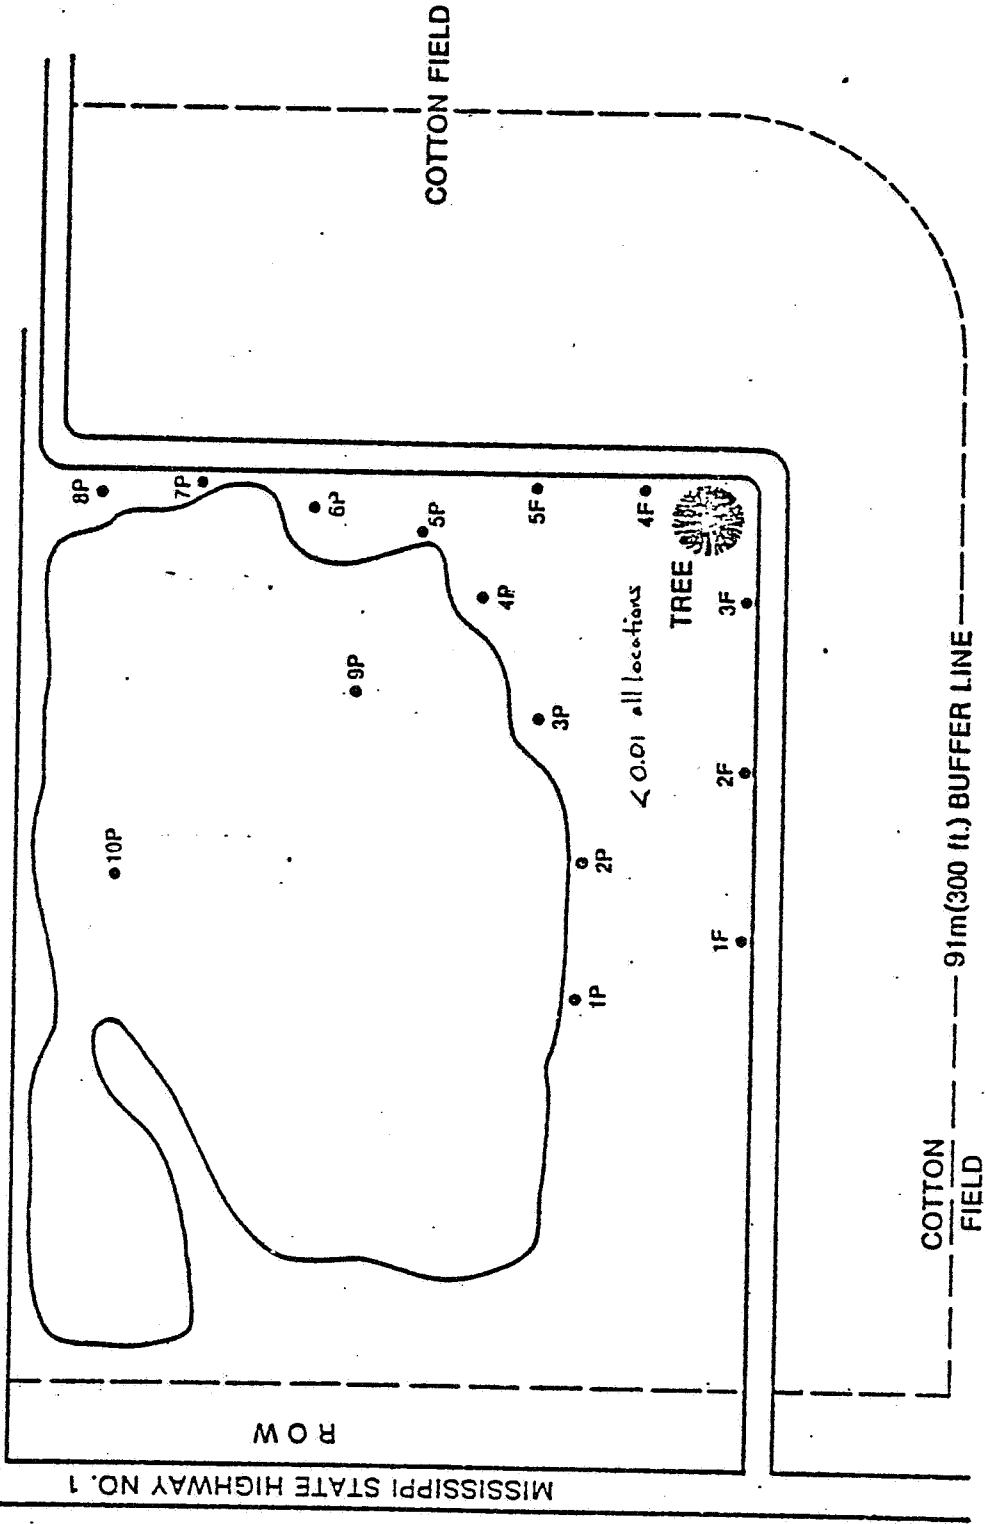 COTTON FIELD
8P
7P
6P
5P
5F
4F
4P
TREE
3F
9P
3P
<0.01 all locations
2F
10P
2P
1F
1P
91m(300 ft.) BUFFER LINE
COTTON
FIELD
ROW
MISSISSIPPI STATE HIGHWAY NO. 1